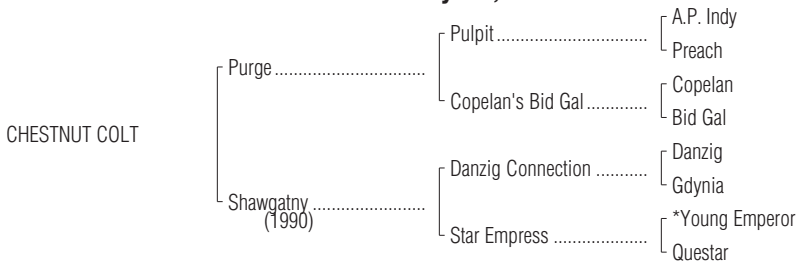 A.P. Indy
Pulpit................................
Preach
Purge................................
Copelan
Copelan's Bid Gal.............
Bid Gal
CHESTNUT COLT
Danzig
Danzig Connection ...........
Gdynia
Shawgatny ........................
(1990)
*Young Emperor
Star Empress ....................
Questar